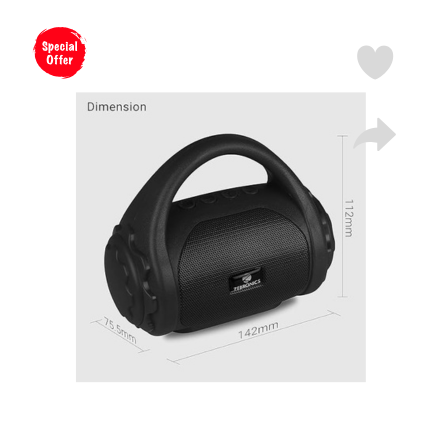 Special
Offer
Dimension
112mm
ZEBRONICS
75.5mm
142mm